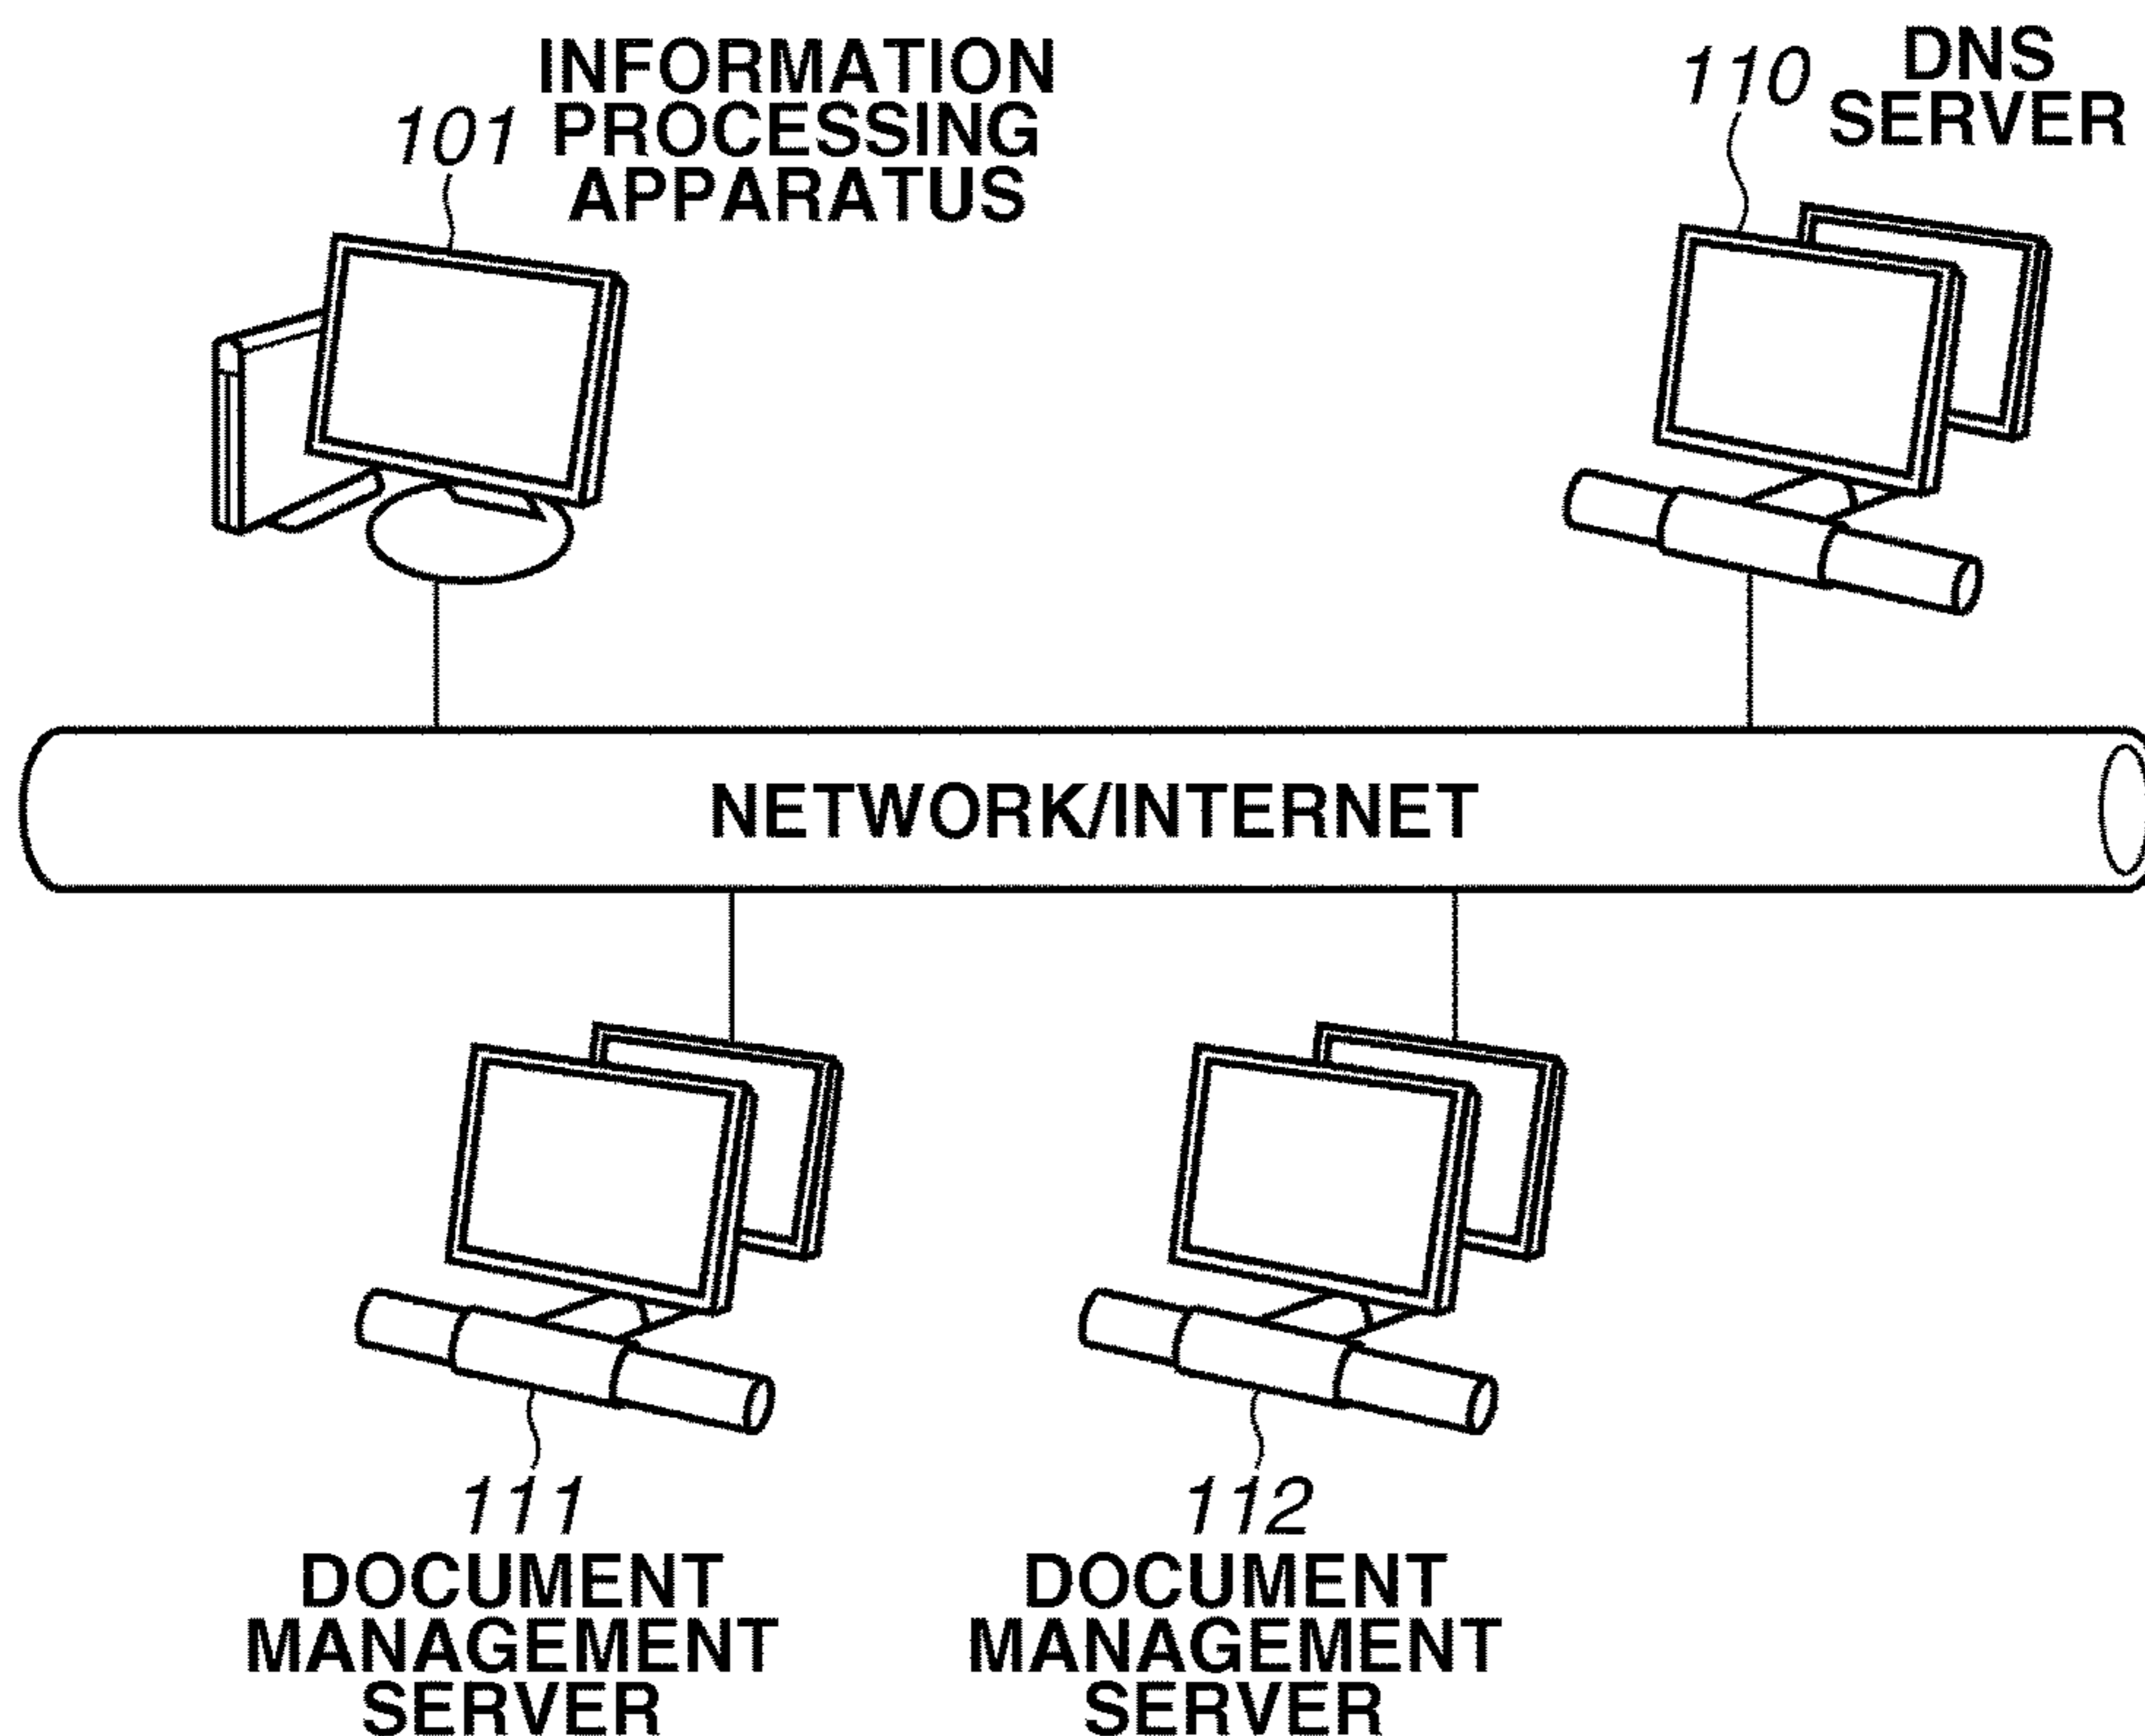 101
INFORMATION
PROCESSING
APPARATUS
110
DNS
SERVER
NETWORK/INTERNET
111
DOCUMENT
MANAGEMENT
SERVER
112
DOCUMENT
MANAGEMENT
SERVER